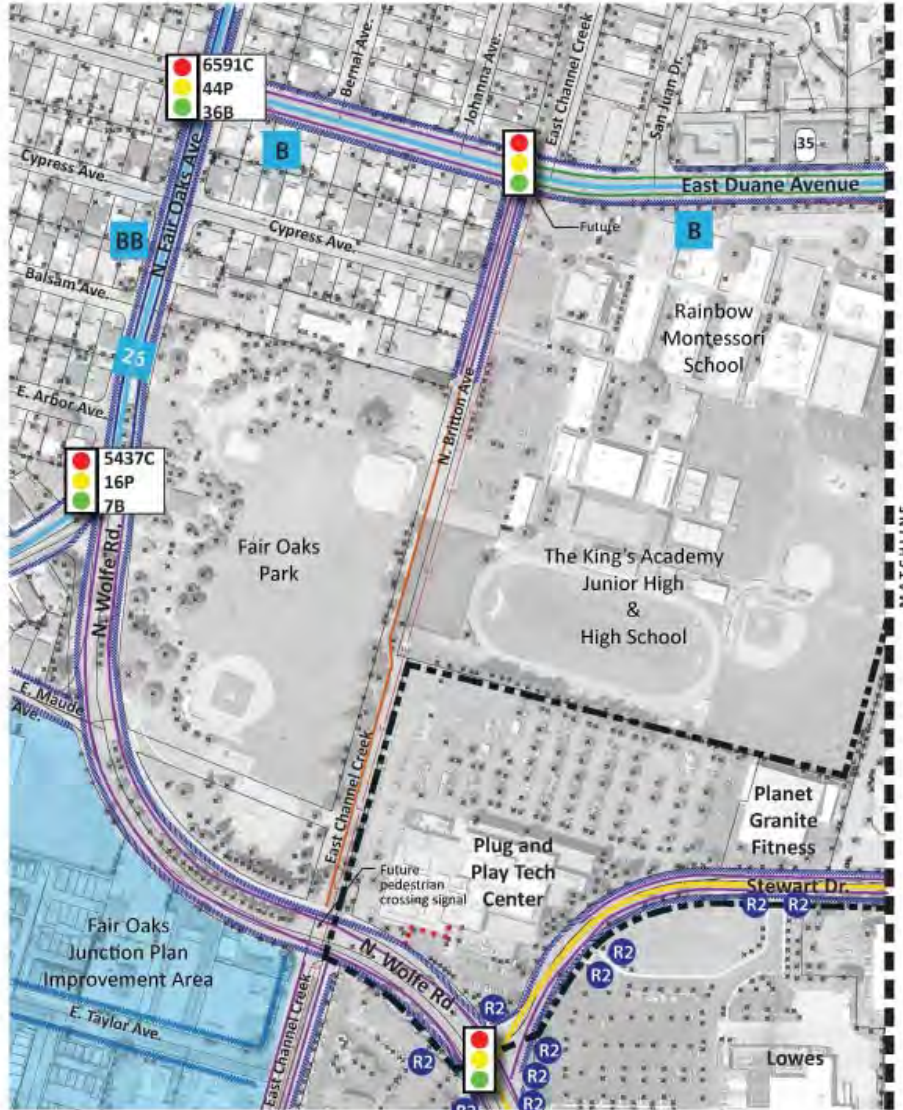 6591C
44P
36B
Bernal Ave.
Johanna Ave.
East Channel Creek
San Juan Dr.
35
B
East Duane Avenue
Future
B
Cypress Ave.
Cypress Ave.
BB
N. Fair Oaks Ave.
Balsam Ave.
25
Rainbow
Montessori
School
E. Arbor Ave.
N. Britton Ave
5437C
16P
7B
MATCHLINE
N. Wolfe Rd.
Fair Oaks
Park
The King's Academy
Junior High
&
High School
E. Maude
Ave.
East Channel Creek
Planet
Granite
Fitness
Plug and
Play Tech
Center
Future
pedestrian
crossing signal
Stewart Dr.
R2
R2
R2
R2
Fair Oaks
Junction Plan
Improvement Area
N. Wolfe Rd.
R2
E. Taylor Ave.
East Channel Creek
R2
R2
R2
R2
R2
Lowes